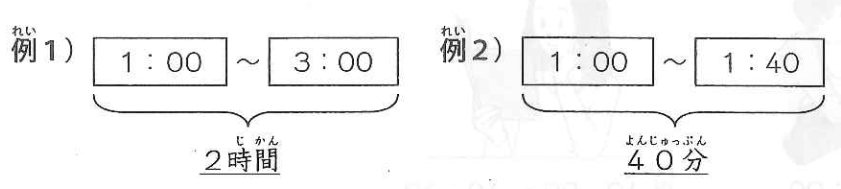 例1) 1：00 ～ 3：00
2時間
例2) 1：00 ～ 1：40
40分
れい
じかん
れい
よんじゅっぷん